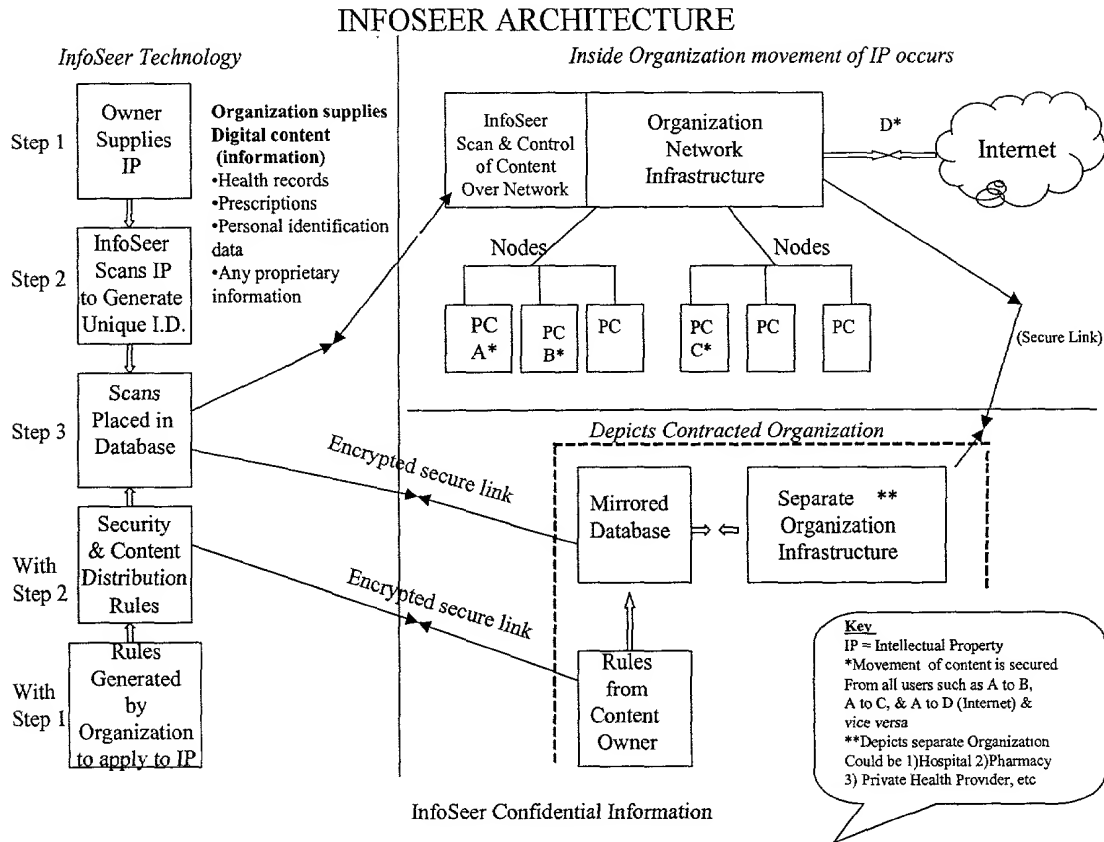 INFOSEER ARCHITECTURE
InfoSeer Technology
Step 1
Owner
Supplies
IP
Step 2
InfoSeer
Scans IP
to Generate
Unique I.D.
Step 3
Scans
Placed in
Database
With
Step 2
Security
& Content
Distribution
Rules
With
Step 1
Rules
Generated
by
Organization
to apply to IP
Organization supplies
Digital content
(information)
•Health records
•Prescriptions
•Personal identification
data
•Any proprietary
information
Inside Organization movement of IP occurs
InfoSeer
Scan & Control
of Content
Over Network
Organization
Network
Infrastructure
D*
Internet
Nodes
Nodes
PC
A*
PC
B*
PC
PC
C*
PC
PC
(Secure Link)
Depicts Contracted Organization
Encrypted secure link
Encrypted secure link
Mirrored
Database
Separate **
Organization
Infrastructure
Rules
from
Content
Owner
Key
IP = Intellectual Property
*Movement of content is secured
From all users such as A to B,
A to C, & A to D (Internet) &
vice versa
**Depicts separate Organization
Could be 1)Hospital 2)Pharmacy
3) Private Health Provider, etc
InfoSeer Confidential Information